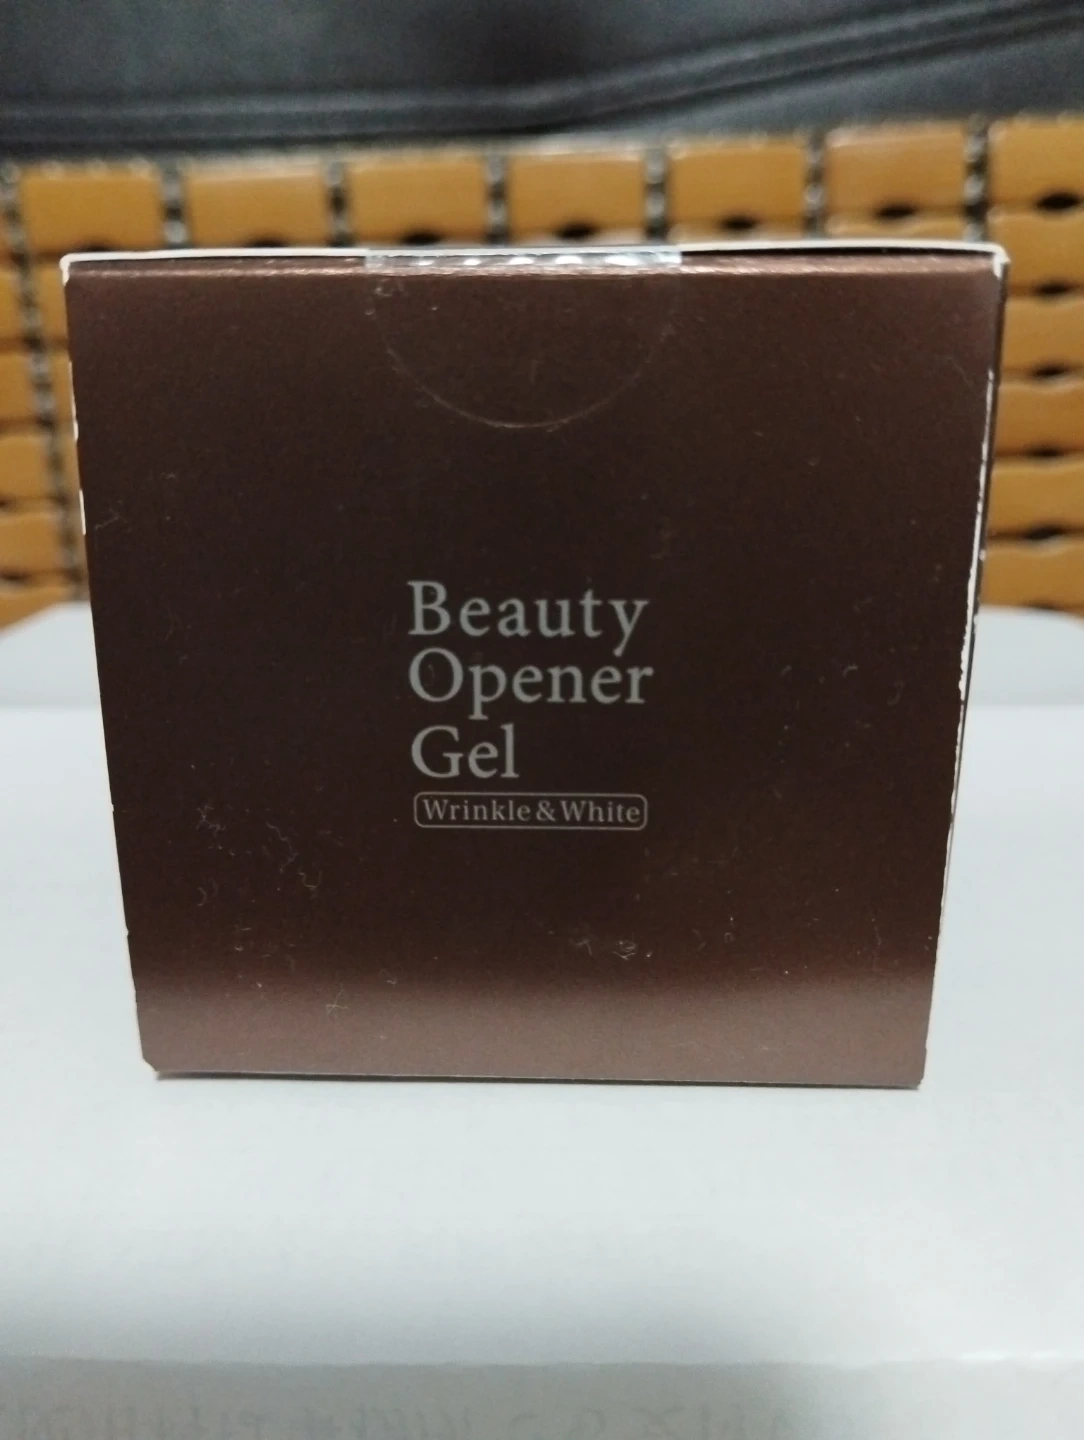 Beauty
Opener
Gel
Wrinkle & White